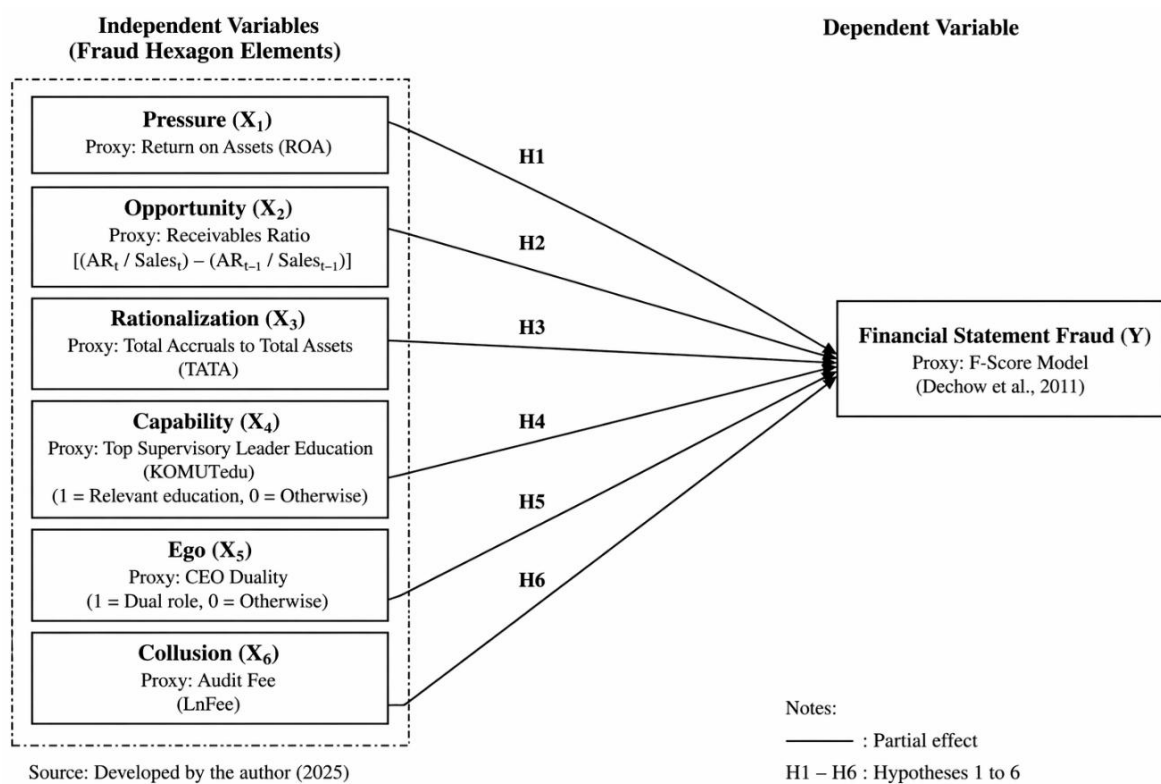 Independent Variables
(Fraud Hexagon Elements)
Dependent Variable
Pressure (X₁)
Proxy: Return on Assets (ROA)
Opportunity (X₂)
Proxy: Receivables Ratio
[(ARₜ / Salesₜ) – (ARₜ₋₁ / Salesₜ₋₁)]
Rationalization (X₃)
Proxy: Total Accruals to Total Assets
(TATA)
Capability (X₄)
Proxy: Top Supervisory Leader Education
(KOMUTedu)
(1 = Relevant education, 0 = Otherwise)
Ego (X₅)
Proxy: CEO Duality
(1 = Dual role, 0 = Otherwise)
Collusion (X₆)
Proxy: Audit Fee
(LnFee)
H1
H2
H3
H4
H5
H6
Financial Statement Fraud (Y)
Proxy: F-Score Model
(Dechow et al., 2011)
Notes:
: Partial effect
H1 – H6 : Hypotheses 1 to 6
Source: Developed by the author (2025)